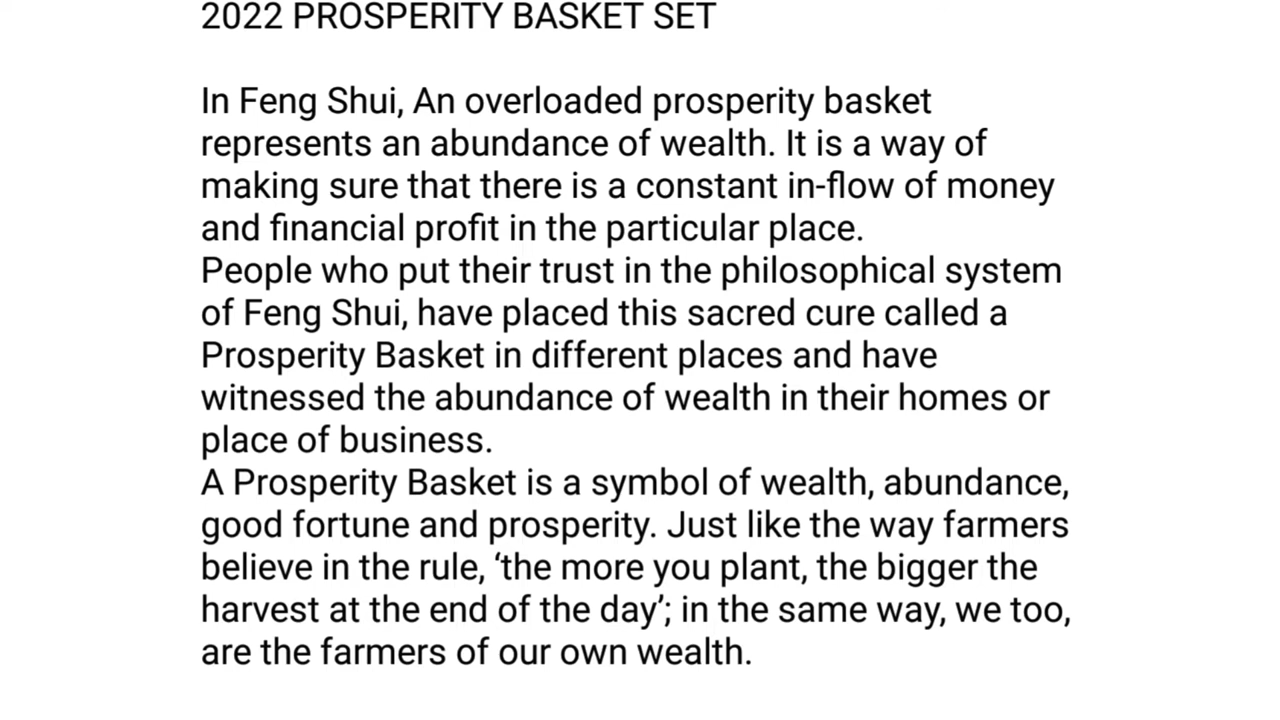 2022 PROSPERITY BASKET SET
In Feng Shui, An overloaded prosperity basket
represents an abundance of wealth. It is a way of
making sure that there is a constant in-flow of money
and financial profit in the particular place.
People who put their trust in the philosophical system
of Feng Shui, have placed this sacred cure called a
Prosperity Basket in different places and have
witnessed the abundance of wealth in their homes or
place of business.
A Prosperity Basket is a symbol of wealth, abundance,
good fortune and prosperity. Just like the way farmers
believe in the rule, ‘the more you plant, the bigger the
harvest at the end of the day’; in the same way, we too,
are the farmers of our own wealth.